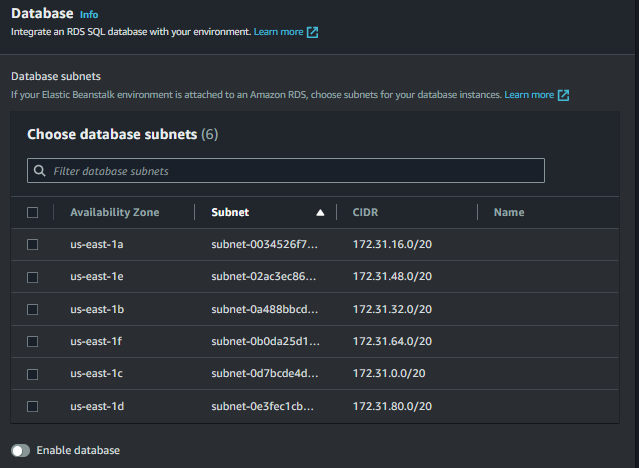 Database Info
Integrate an RDS SQL database with your environment. Learn more
Database subnets
If your Elastic Beanstalk environment is attached to an Amazon RDS, choose subnets for your database instances. Learn more
Choose database subnets (6)
Filter database subnets
Availability Zone Subnet CIDR Name
us-east-1a subnet-0034526f7... 172.31.16.0/20
us-east-1e subnet-02ac3ec86... 172.31.48.0/20
us-east-1b subnet-0a488bbcd... 172.31.32.0/20
us-east-1f subnet-0b0da25d1... 172.31.64.0/20
us-east-1c subnet-0d7bcde4d... 172.31.0.0/20
us-east-1d subnet-0e3fec1cb... 172.31.80.0/20
Enable database